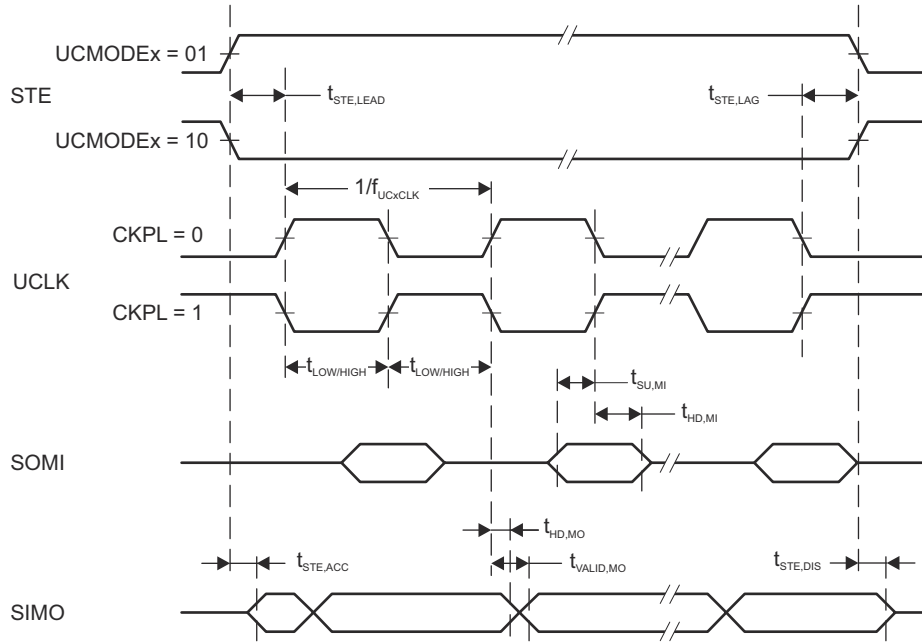 UCMODEx = 01
STE
tSTE,LEAD
tSTE,LAG
UCMODEx = 10
1/fUCxCLK
CKPL = 0
UCLK
CKPL = 1
tLOW/HIGH
tLOW/HIGH
tSU,MI
tHD,MI
SOMI
tHD,MO
tSTE,ACC
tVALID,MO
tSTE,DIS
SIMO